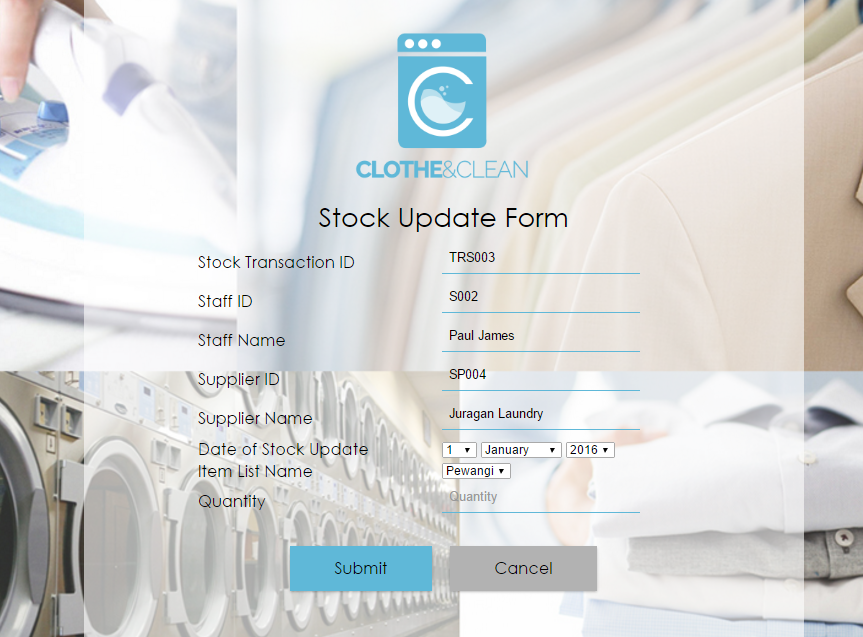 CLOTHE&CLEAN
Stock Update Form
Stock Transaction ID TRS003
Staff ID S002
Staff Name Paul James
Supplier ID SP004
Supplier Name Juragan Laundry
Date of Stock Update 1 January 2016
Item List Name Pewangi
Quantity Quantity
Submit Cancel